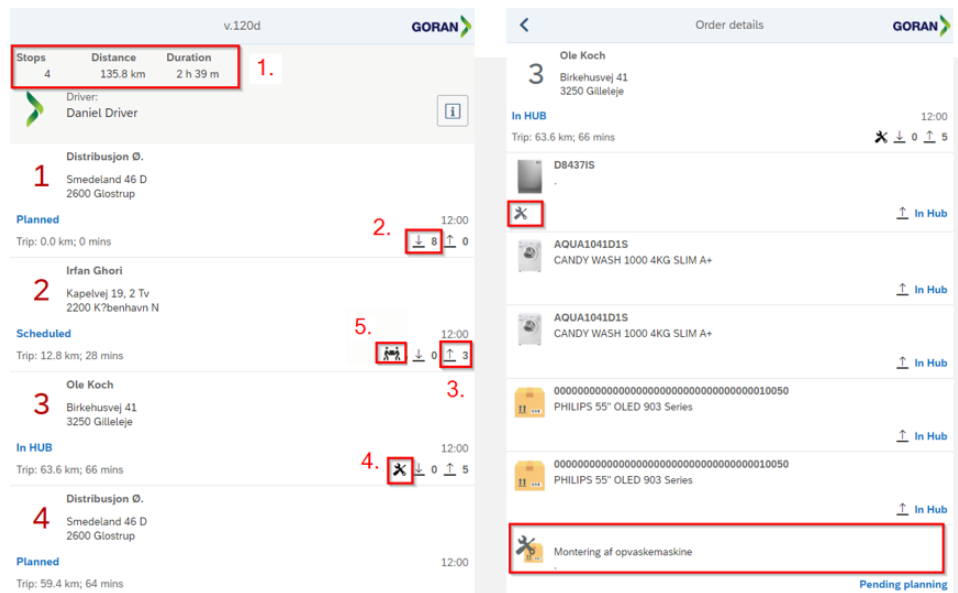 v.120d
GORAN
Stops Distance Duration
4 135.8 km 2 h 39 m
1.
Driver:
Daniel Driver
i
1
Distribusjon Ø.
Smedeland 46 D
2600 Glostrup
Planned 12:00
2.
Trip: 0.0 km; 0 mins 8 0
2
Irfan Ghori
Kapelvej 19, 2 Tv
2200 K?benhavn N
5.
Scheduled 12:00
Trip: 12.8 km; 28 mins 0 3
3.
3
Ole Koch
Birkehusvej 41
3250 Gilleleje
In HUB 12:00
4.
Trip: 63.6 km; 66 mins 0 5
4
Distribusjon Ø.
Smedeland 46 D
2600 Glostrup
Planned 12:00
Trip: 59.4 km; 64 mins
Order details
GORAN
3
Ole Koch
Birkehusvej 41
3250 Gilleleje
In HUB 12:00
Trip: 63.6 km; 66 mins 0 5
D8437IS
.
In Hub
AQUA1041D1S
CANDY WASH 1000 4KG SLIM A+
In Hub
AQUA1041D1S
CANDY WASH 1000 4KG SLIM A+
In Hub
00000000000000000000000000000000000010050
PHILIPS 55" OLED 903 Series
In Hub
00000000000000000000000000000000000010050
PHILIPS 55" OLED 903 Series
In Hub
Montering af opvaskemaskine
.
Pending planning